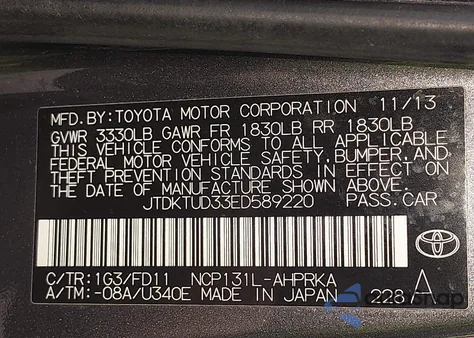 MFD. BY: TOYOTA MOTOR CORPORATION 11/13
GVWR 3330LB GAWR FR 1830LB RR 1830LB
THIS VEHICLE CONFORMS TO ALL APPLICABLE
FEDERAL MOTOR VEHICLE SAFETY, BUMPER, AND
THEFT PREVENTION STANDARDS IN EFFECT ON
THE DATE OF MANUFACTURE SHOWN ABOVE.
JTDKTUD33ED589220 PASS. CAR
C/TR: 1G3/FD11 NCP131L-AHPRKA
A/TM: -08A/U340E MADE IN JAPAN 228 A
TOYOTA